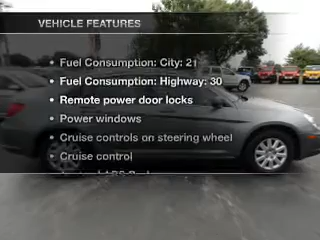 VEHICLE FEATURES
Fuel Consumption: City: 21
Fuel Consumption: Highway: 30
Remote power door locks
Power windows
Cruise controls on steering wheel
Cruise control